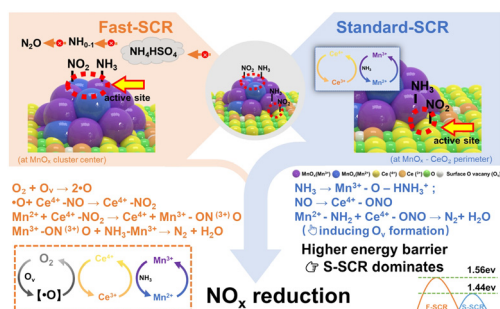 Fast-SCR
Standard-SCR
N₂O
NH₀₋₁
NH4HSO₄
NO₂ NH₃
active site
(at MnOₓ cluster center)
NO₂ NH₃
NH₃
NO₂
Ce⁴⁺
Mn³⁺
NH₃
Ce³⁺
Mn²⁺
NH₃
NO₂
active site
(at MnOₓ - CeO₂ perimeter)
MnOₓ(Mn³⁺) MnOₓ(Mn²⁺) Ce (⁴⁺) Ce (³⁺) O Surface O vacany (Oᵥ)
O₂ + Oᵥ → 2•O
•O+ Ce⁴⁺-NO → Ce⁴⁺-NO₂
Mn²⁺ + Ce⁴⁺-NO₂ → Ce⁴⁺ + Mn³⁺ - ON ⁽³⁺⁾ O
Mn³⁺-ON ⁽³⁺⁾ O + NH₃-Mn³⁺ → N₂ + H₂O
NH₃ → Mn³⁺ - O – HNH₃⁺ ;
NO → Ce⁴⁺ - ONO
Mn²⁺ - NH₂ + Ce⁴⁺ - ONO → N₂+ H₂O
(👆inducing Oᵥ formation)
Higher energy barrier
☞ S-SCR dominates
O₂
Oᵥ
[•O]
Ce⁴⁺
Ce³⁺
Mn³⁺
NH₃
Mn²⁺
NOₓ reduction
1.56ev
1.44ev
F-SCR
S-SCR